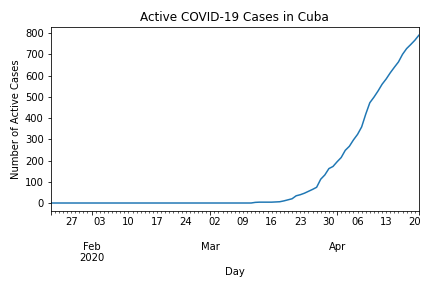 Active COVID-19 Cases in Cuba
800
700
600
500
400
300
200
100
0
Number of Active Cases
27 03 10 17 24 02 09 16 23 30 06 13 20
Feb Mar Apr
2020
Day